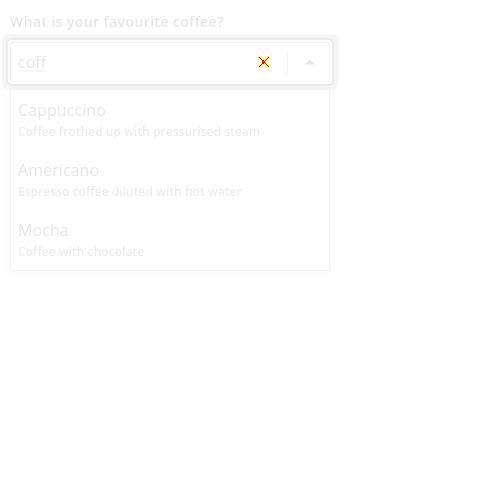 What is your favourite coffee?
coff
Cappuccino
Coffee frothed up with pressurised steam
Americano
Espresso coffee diluted with hot water
Mocha
Coffee with chocolate